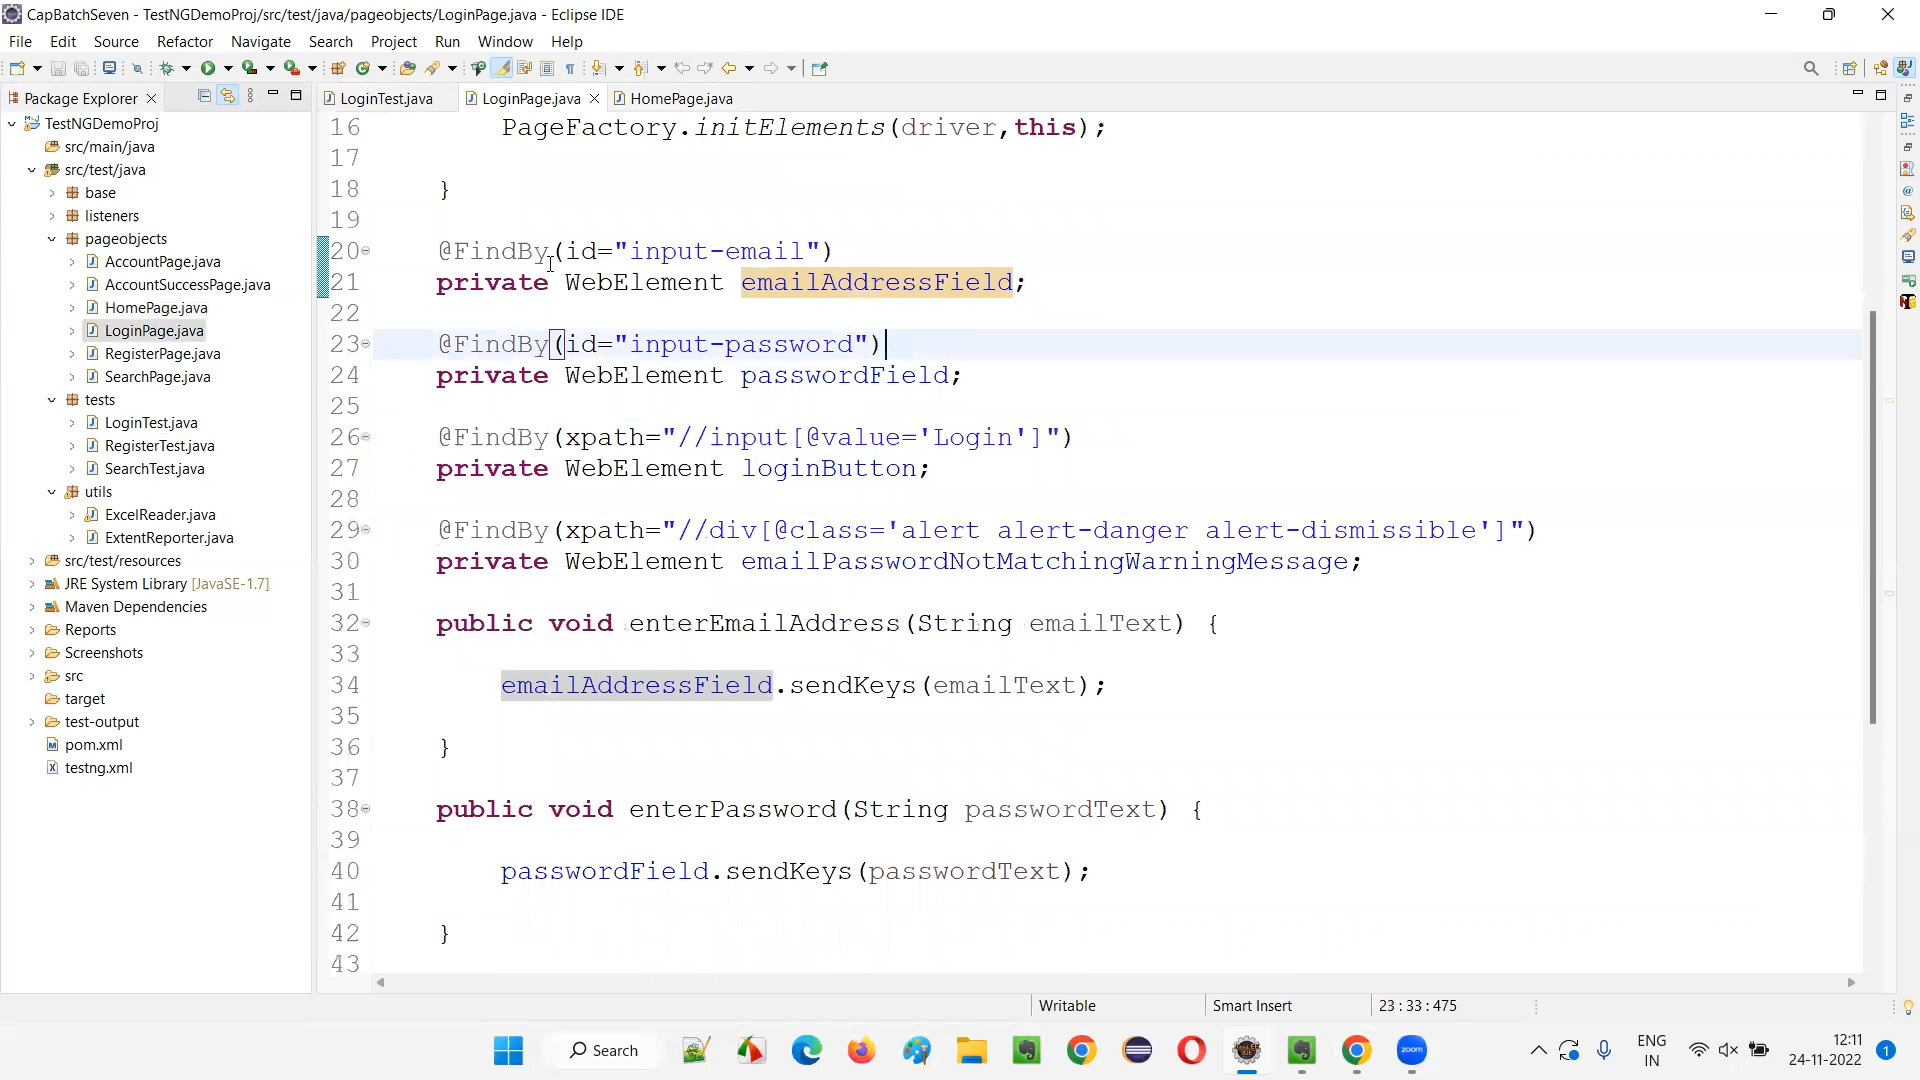 CapBatchSeven - TestNGDemoProj/src/test/java/pageobjects/LoginPage.java - Eclipse IDE
File Edit Source Refactor Navigate Search Project Run Window Help
Package Explorer
LoginTest.java LoginPage.java HomePage.java
TestNGDemoProj
src/main/java
src/test/java
base
listeners
pageobjects
AccountPage.java
AccountSuccessPage.java
HomePage.java
LoginPage.java
RegisterPage.java
SearchPage.java
tests
LoginTest.java
RegisterTest.java
SearchTest.java
utils
ExcelReader.java
ExtentReporter.java
src/test/resources
JRE System Library [JavaSE-1.7]
Maven Dependencies
Reports
Screenshots
src
target
test-output
pom.xml
testng.xml
16 PageFactory.initElements(driver,this);
17
18 }
19
20 @FindBy(id="input-email")
21 private WebElement emailAddressField;
22
23 @FindBy(id="input-password")
24 private WebElement passwordField;
25
26 @FindBy(xpath="//input[@value='Login']")
27 private WebElement loginButton;
28
29 @FindBy(xpath="//div[@class='alert alert-danger alert-dismissible']")
30 private WebElement emailPasswordNotMatchingWarningMessage;
31
32 public void enterEmailAddress(String emailText) {
33
34 emailAddressField.sendKeys(emailText);
35
36 }
37
38 public void enterPassword(String passwordText) {
39
40 passwordField.sendKeys(passwordText);
41
42 }
43
Writable Smart Insert 23 : 33 : 475
Search
zoom
ENG
IN
12:11
24-11-2022
1